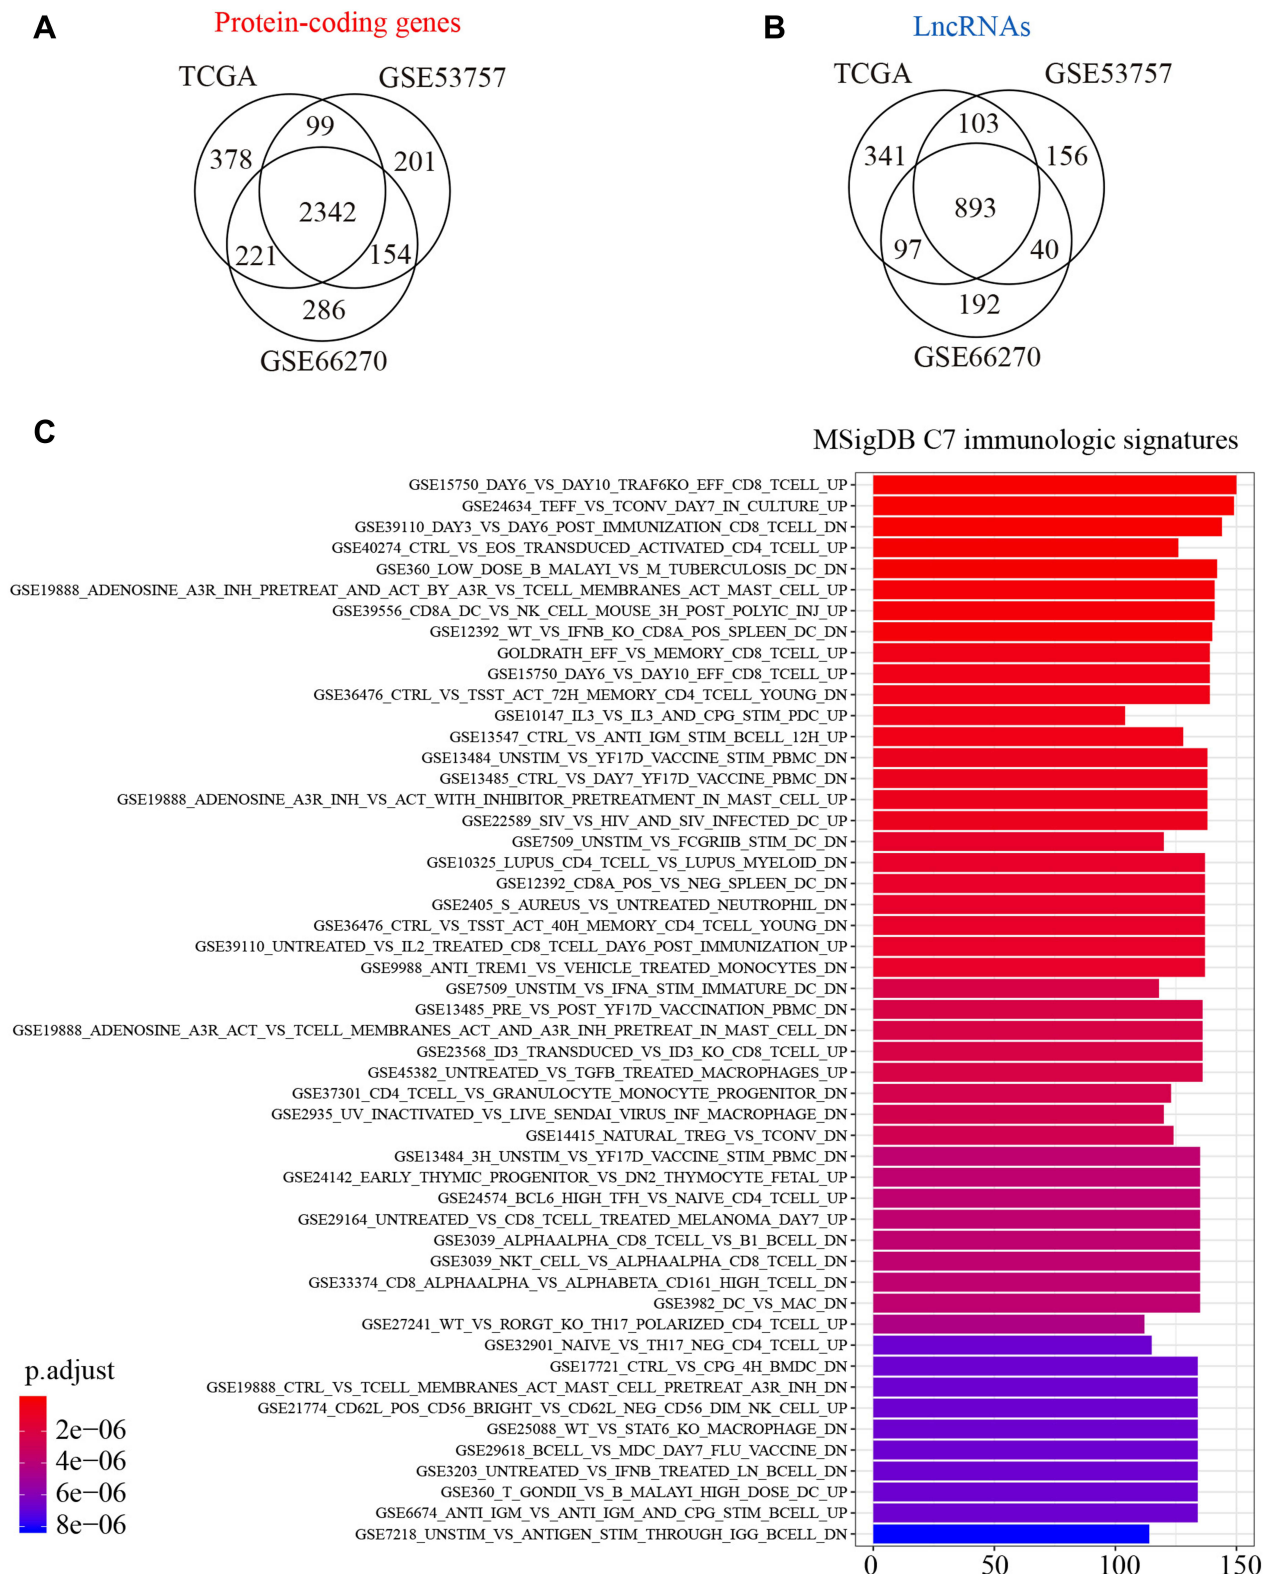 A
Protein-coding genes
TCGA
GSE53757
99
378
201
2342
221
154
286
GSE66270
B
LncRNAs
TCGA
GSE53757
103
341
156
893
97
40
192
GSE66270
C
MSigDB C7 immunologic signatures
GSE15750_DAY6_VS_DAY10_TRAF6KO_EFF_CD8_TCELL_UP
GSE24634_TEFF_VS_TCONV_DAY7_IN_CULTURE_UP
GSE39110_DAY3_VS_DAY6_POST_IMMUNIZATION_CD8_TCELL_DN
GSE40274_CTRL_VS_EOS_TRANSDUCED_ACTIVATED_CD4_TCELL_UP
GSE360_LOW_DOSE_B_MALAYI_VS_M_TUBERCULOSIS_DC_DN
GSE19888_ADENOSINE_A3R_INH_PRETREAT_AND_ACT_BY_A3R_VS_TCELL_MEMBRANES_ACT_MAST_CELL_UP
GSE39556_CD8A_DC_VS_NK_CELL_MOUSE_3H_POST_POLYIC_INJ_UP
GSE12392_WT_VS_IFNB_KO_CD8A_POS_SPLEEN_DC_DN
GOLDRATH_EFF_VS_MEMORY_CD8_TCELL_UP
GSE15750_DAY6_VS_DAY10_EFF_CD8_TCELL_UP
GSE36476_CTRL_VS_TSST_ACT_72H_MEMORY_CD4_TCELL_YOUNG_DN
GSE10147_IL3_VS_IL3_AND_CPG_STIM_PDC_UP
GSE13547_CTRL_VS_ANTI_IGM_STIM_BCELL_12H_UP
GSE13484_UNSTIM_VS_YF17D_VACCINE_STIM_PBMC_DN
GSE13485_CTRL_VS_DAY7_YF17D_VACCINE_PBMC_DN
GSE19888_ADENOSINE_A3R_INH_VS_ACT_WITH_INHIBITOR_PRETREATMENT_IN_MAST_CELL_UP
GSE22589_SIV_VS_HIV_AND_SIV_INFECTED_DC_UP
GSE7509_UNSTIM_VS_FCGRIIB_STIM_DC_DN
GSE10325_LUPUS_CD4_TCELL_VS_LUPUS_MYELOID_DN
GSE12392_CD8A_POS_VS_NEG_SPLEEN_DC_DN
GSE2405_S_AUREUS_VS_UNTREATED_NEUTROPHIL_DN
GSE36476_CTRL_VS_TSST_ACT_40H_MEMORY_CD4_TCELL_YOUNG_DN
GSE39110_UNTREATED_VS_IL2_TREATED_CD8_TCELL_DAY6_POST_IMMUNIZATION_UP
GSE9988_ANTI_TREM1_VS_VEHICLE_TREATED_MONOCYTES_DN
GSE7509_UNSTIM_VS_IFNA_STIM_IMMATURE_DC_DN
GSE13485_PRE_VS_POST_YF17D_VACCINATION_PBMC_DN
GSE19888_ADENOSINE_A3R_ACT_VS_TCELL_MEMBRANES_ACT_AND_A3R_INH_PRETREAT_IN_MAST_CELL_DN
GSE23568_ID3_TRANSDUCED_VS_ID3_KO_CD8_TCELL_UP
GSE45382_UNTREATED_VS_TGFB_TREATED_MACROPHAGES_UP
GSE37301_CD4_TCELL_VS_GRANULOCYTE_MONOCYTE_PROGENITOR_DN
GSE2935_UV_INACTIVATED_VS_LIVE_SENDAI_VIRUS_INF_MACROPHAGE_DN
GSE14415_NATURAL_TREG_VS_TCONV_DN
GSE13484_3H_UNSTIM_VS_YF17D_VACCINE_STIM_PBMC_DN
GSE24142_EARLY_THYMIC_PROGENITOR_VS_DN2_THYMOCYTE_FETAL_UP
GSE24574_BCL6_HIGH_TFH_VS_NAIVE_CD4_TCELL_UP
GSE29164_UNTREATED_VS_CD8_TCELL_TREATED_MELANOMA_DAY7_UP
GSE3039_ALPHAALPHA_CD8_TCELL_VS_B1_BCELL_DN
GSE3039_NKT_CELL_VS_ALPHAALPHA_CD8_TCELL_DN
GSE33374_CD8_ALPHAALPHA_VS_ALPHABETA_CD161_HIGH_TCELL_DN
GSE3982_DC_VS_MAC_DN
GSE27241_WT_VS_RORGT_KO_TH17_POLARIZED_CD4_TCELL_UP
GSE32901_NAIVE_VS_TH17_NEG_CD4_TCELL_UP
GSE17721_CTRL_VS_CPG_4H_BMDC_DN
GSE19888_CTRL_VS_TCELL_MEMBRANES_ACT_MAST_CELL_PRETREAT_A3R_INH_DN
GSE21774_CD62L_POS_CD56_BRIGHT_VS_CD62L_NEG_CD56_DIM_NK_CELL_UP
GSE25088_WT_VS_STAT6_KO_MACROPHAGE_DN
GSE29618_BCELL_VS_MDC_DAY7_FLU_VACCINE_DN
GSE3203_UNTREATED_VS_IFNB_TREATED_LN_BCELL_DN
GSE360_T_GONDII_VS_B_MALAYI_HIGH_DOSE_DC_UP
GSE6674_ANTI_IGM_VS_ANTI_IGM_AND_CPG_STIM_BCELL_UP
GSE7218_UNSTIM_VS_ANTIGEN_STIM_THROUGH_IGG_BCELL_DN
0
50
100
150
p.adjust
2e−06
4e−06
6e−06
8e−06